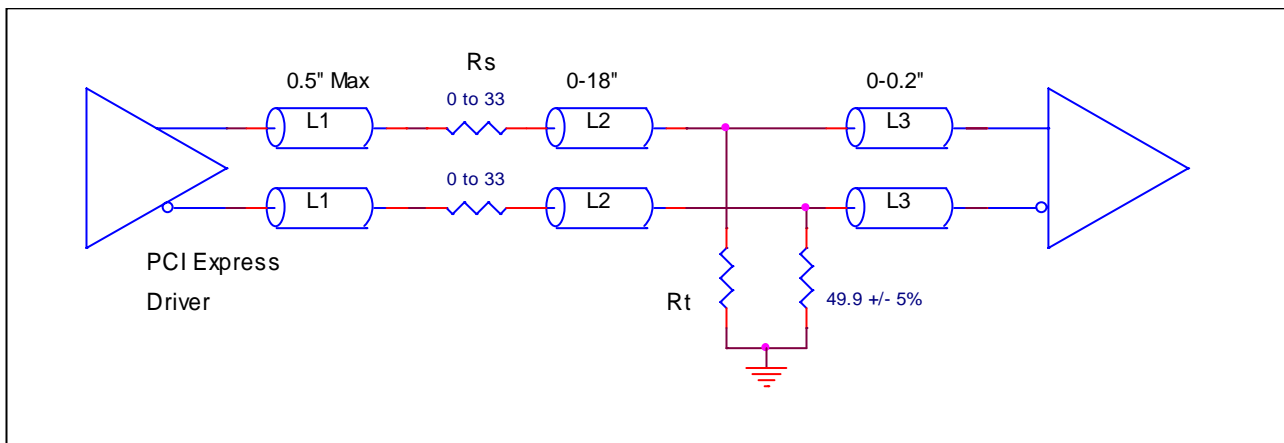 Rs
0.5" Max
0-18"
0-0.2"
0 to 33
L1
L2
L3
0 to 33
L1
L2
L3
PCI Express
Driver
Rt
49.9 +/- 5%